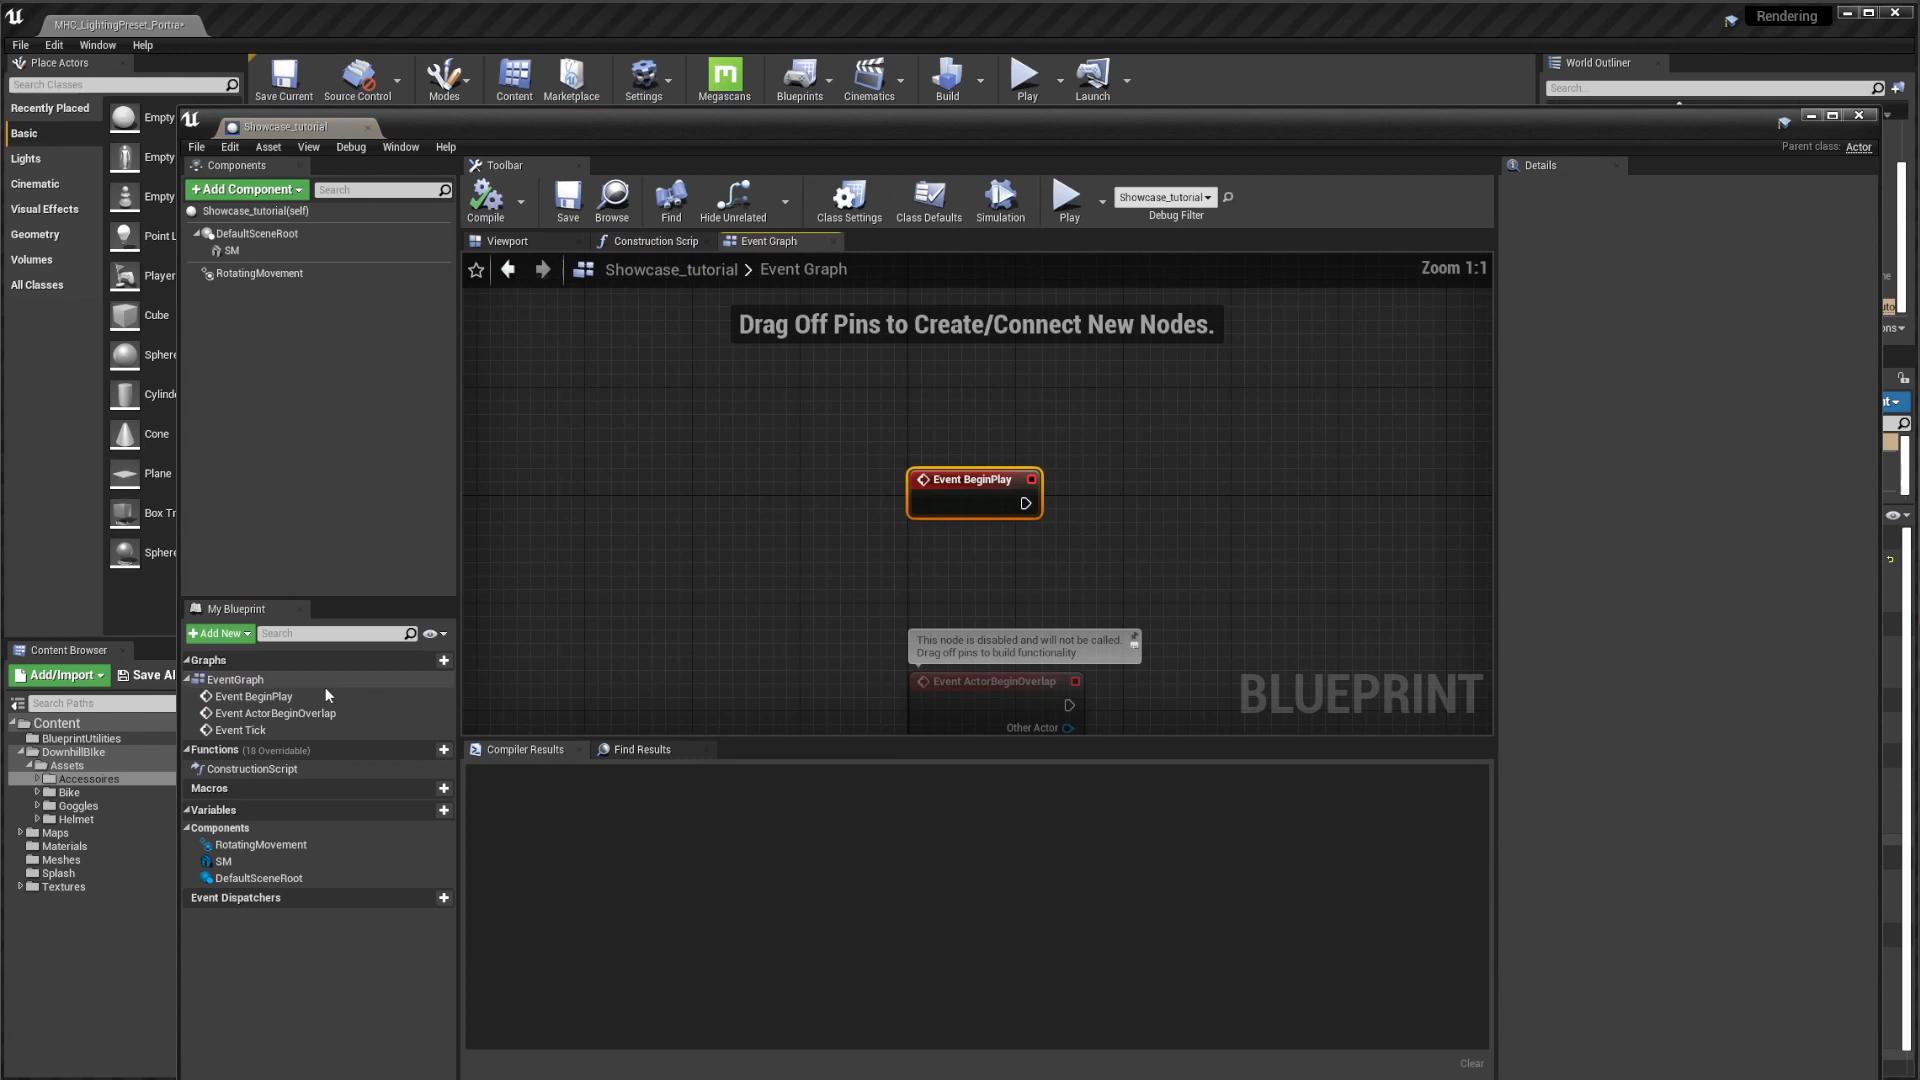 MHC_LightingPreset_Portra*
Rendering
File Edit Window Help
Place Actors
Search Classes
Recently Placed
Basic
Lights
Cinematic
Visual Effects
Geometry
Volumes
All Classes
Empty
Empty
Empty
Point L
Player
Cube
Sphere
Cylinde
Cone
Plane
Box Tr
Sphere
Save Current
Source Control
Modes
Content
Marketplace
Settings
Megascans
Blueprints
Cinematics
Build
Play
Launch
World Outliner
Search...
Showcase_tutorial
File Edit Asset View Debug Window Help
Parent class: Actor
Components
+Add Component
Search
Showcase_tutorial(self)
DefaultSceneRoot
SM
RotatingMovement
Toolbar
Compile
Save
Browse
Find
Hide Unrelated
Class Settings
Class Defaults
Simulation
Play
Showcase_tutorial
Debug Filter
Details
Viewport
Construction Scrip
Event Graph
Showcase_tutorial > Event Graph
Zoom 1:1
Drag Off Pins to Create/Connect New Nodes.
Event BeginPlay
This node is disabled and will not be called.
Drag off pins to build functionality.
Event ActorBeginOverlap
Other Actor
BLUEPRINT
My Blueprint
+Add New
Search
Graphs
EventGraph
Event BeginPlay
Event ActorBeginOverlap
Event Tick
Functions (18 Overridable)
ConstructionScript
Macros
Variables
Components
RotatingMovement
SM
DefaultSceneRoot
Event Dispatchers
Compiler Results
Find Results
Clear
Content Browser
Add/Import
Save Al
Search Paths
Content
BlueprintUtilities
DownhillBIke
Assets
Accessoires
Bike
Goggles
Helmet
Maps
Materials
Meshes
Splash
Textures